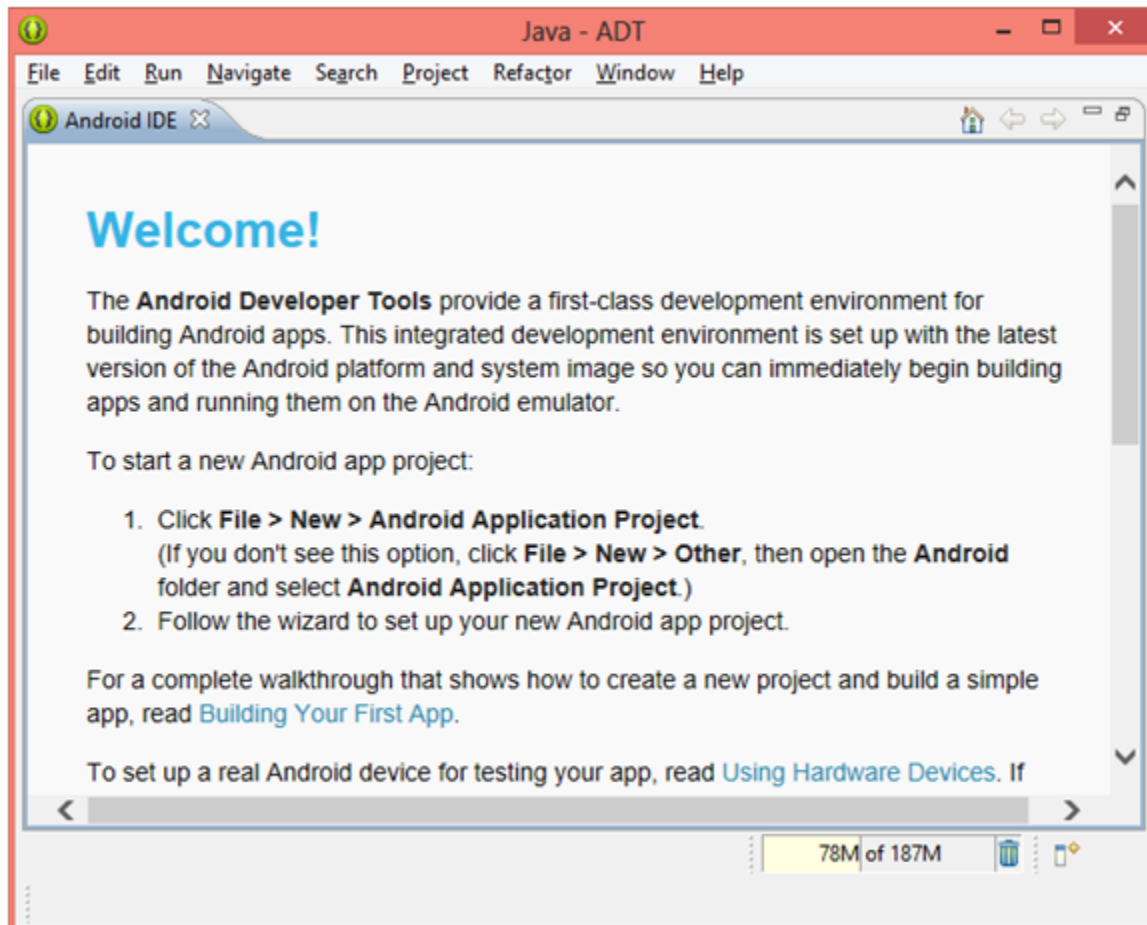 Java - ADT
File Edit Run Navigate Search Project Refactor Window Help
Android IDE
Welcome!
The Android Developer Tools provide a first-class development environment for
building Android apps. This integrated development environment is set up with the latest
version of the Android platform and system image so you can immediately begin building
apps and running them on the Android emulator.
To start a new Android app project:
1. Click File > New > Android Application Project.
(If you don't see this option, click File > New > Other, then open the Android
folder and select Android Application Project.)
2. Follow the wizard to set up your new Android app project.
For a complete walkthrough that shows how to create a new project and build a simple
app, read Building Your First App.
To set up a real Android device for testing your app, read Using Hardware Devices. If
78M of 187M